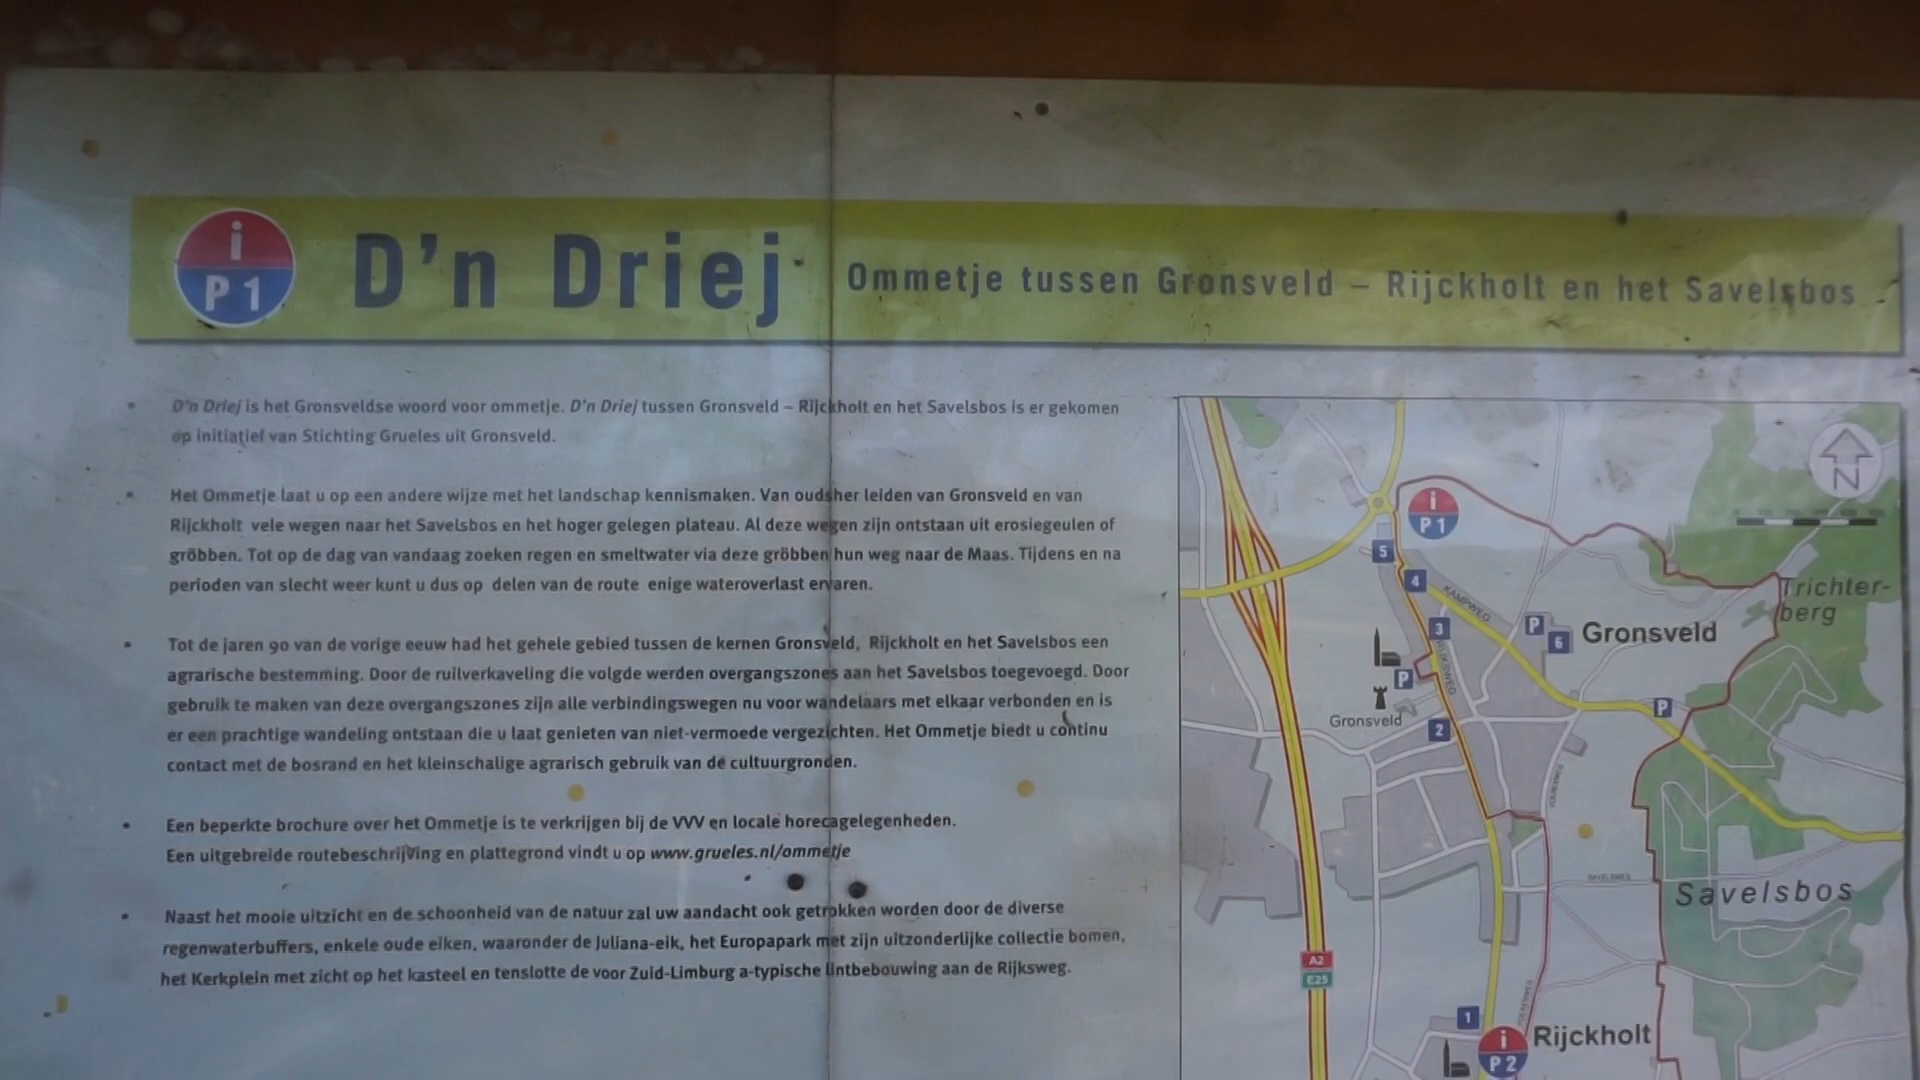 i
P 1
D'n Driej
Ommetje tussen Gronsveld – Rijckholt en het Savelsbos
• D'n Driej is het Gronsveldse woord voor ommetje. D'n Driej tussen Gronsveld – Rijckholt en het Savelsbos is er gekomen
op initiatief van Stichting Grueles uit Gronsveld.
• Het Ommetje laat u op een andere wijze met het landschap kennismaken. Van oudsher leiden van Gronsveld en van
Rijckholt vele wegen naar het Savelsbos en het hoger gelegen plateau. Al deze wegen zijn ontstaan uit erosiegeulen of
gröbben. Tot op de dag van vandaag zoeken regen en smeltwater via deze gröbben hun weg naar de Maas. Tijdens en na
perioden van slecht weer kunt u dus op delen van de route enige wateroverlast ervaren.
• Tot de jaren 90 van de vorige eeuw had het gehele gebied tussen de kernen Gronsveld, Rijckholt en het Savelsbos een
agrarische bestemming. Door de ruilverkaveling die volgde werden overgangszones aan het Savelsbos toegevoegd. Door
gebruik te maken van deze overgangszones zijn alle verbindingswegen nu voor wandelaars met elkaar verbonden en is
er een prachtige wandeling ontstaan die u laat genieten van niet-vermoede vergezichten. Het Ommetje biedt u continu
contact met de bosrand en het kleinschalige agrarisch gebruik van de cultuurgronden.
• Een beperkte brochure over het Ommetje is te verkrijgen bij de VVV en locale horecagelegenheden.
Een uitgebreide routebeschrijving en plattegrond vindt u op www.grueles.nl/ommetje
• Naast het mooie uitzicht en de schoonheid van de natuur zal uw aandacht ook getrokken worden door de diverse
regenwaterbuffers, enkele oude eiken, waaronder de Juliana-eik, het Europapark met zijn uitzonderlijke collectie bomen,
het Kerkplein met zicht op het kasteel en tenslotte de voor Zuid-Limburg a-typische lintbebouwing aan de Rijksweg.
N
i
P 1
5
4
KAMPWEG
Trichter-
berg
3
P
6
Gronsveld
RIJKSWEG
P
Gronsveld
P
2
Savelsbos
A2
E25
1
i
P 2
Rijckholt